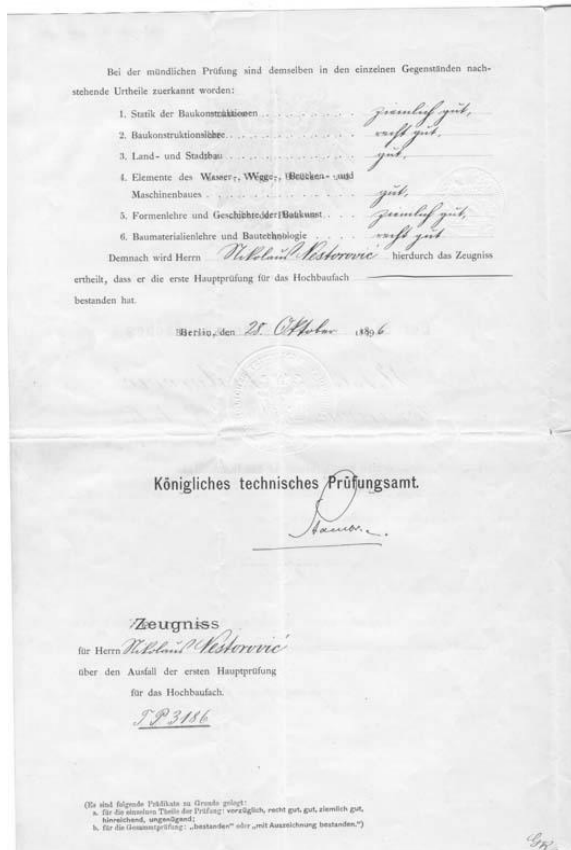 Bei der mündlichen Prüfung sind demselben in den einzelnen Gegenständen nach-
stehende Urtheile zuerkannt worden:
1. Statik der Baukonstruktionen . . . . . . . . . ziemlich gut,
2. Baukonstruktionslehre . . . . . . . . . recht gut.
3. Land- und Stadtbau . . . . . . . . . gut.
4. Elemente des Wasser-, Wege-, Brücken- und
Maschinenbaues . . . . . . . . . gut,
5. Formenlehre und Geschichte der Baukunst . . . . ziemlich gut,
6. Baumaterialienlehre und Bautechnologie . . . . recht gut
Demnach wird Herrn Nikolaus Nestorović hierdurch das Zeugniss
ertheilt, dass er die erste Hauptprüfung für das Hochbaufach
bestanden hat.
Berlin, den 28. Oktober 1896
Königliches technisches Prüfungsamt.
Zeugniss
für Herrn Nikolaus Nestorović
über den Ausfall der ersten Hauptprüfung
für das Hochbaufach.
T.P. 3186
(Es sind folgende Prädikate zu Grunde gelegt:
a. für die einzelnen Theile der Prüfung: vorzüglich, recht gut, gut, ziemlich gut,
hinreichend, ungenügend;
b. für die Gesammtprüfung: „bestanden" oder „mit Auszeichnung bestanden.")